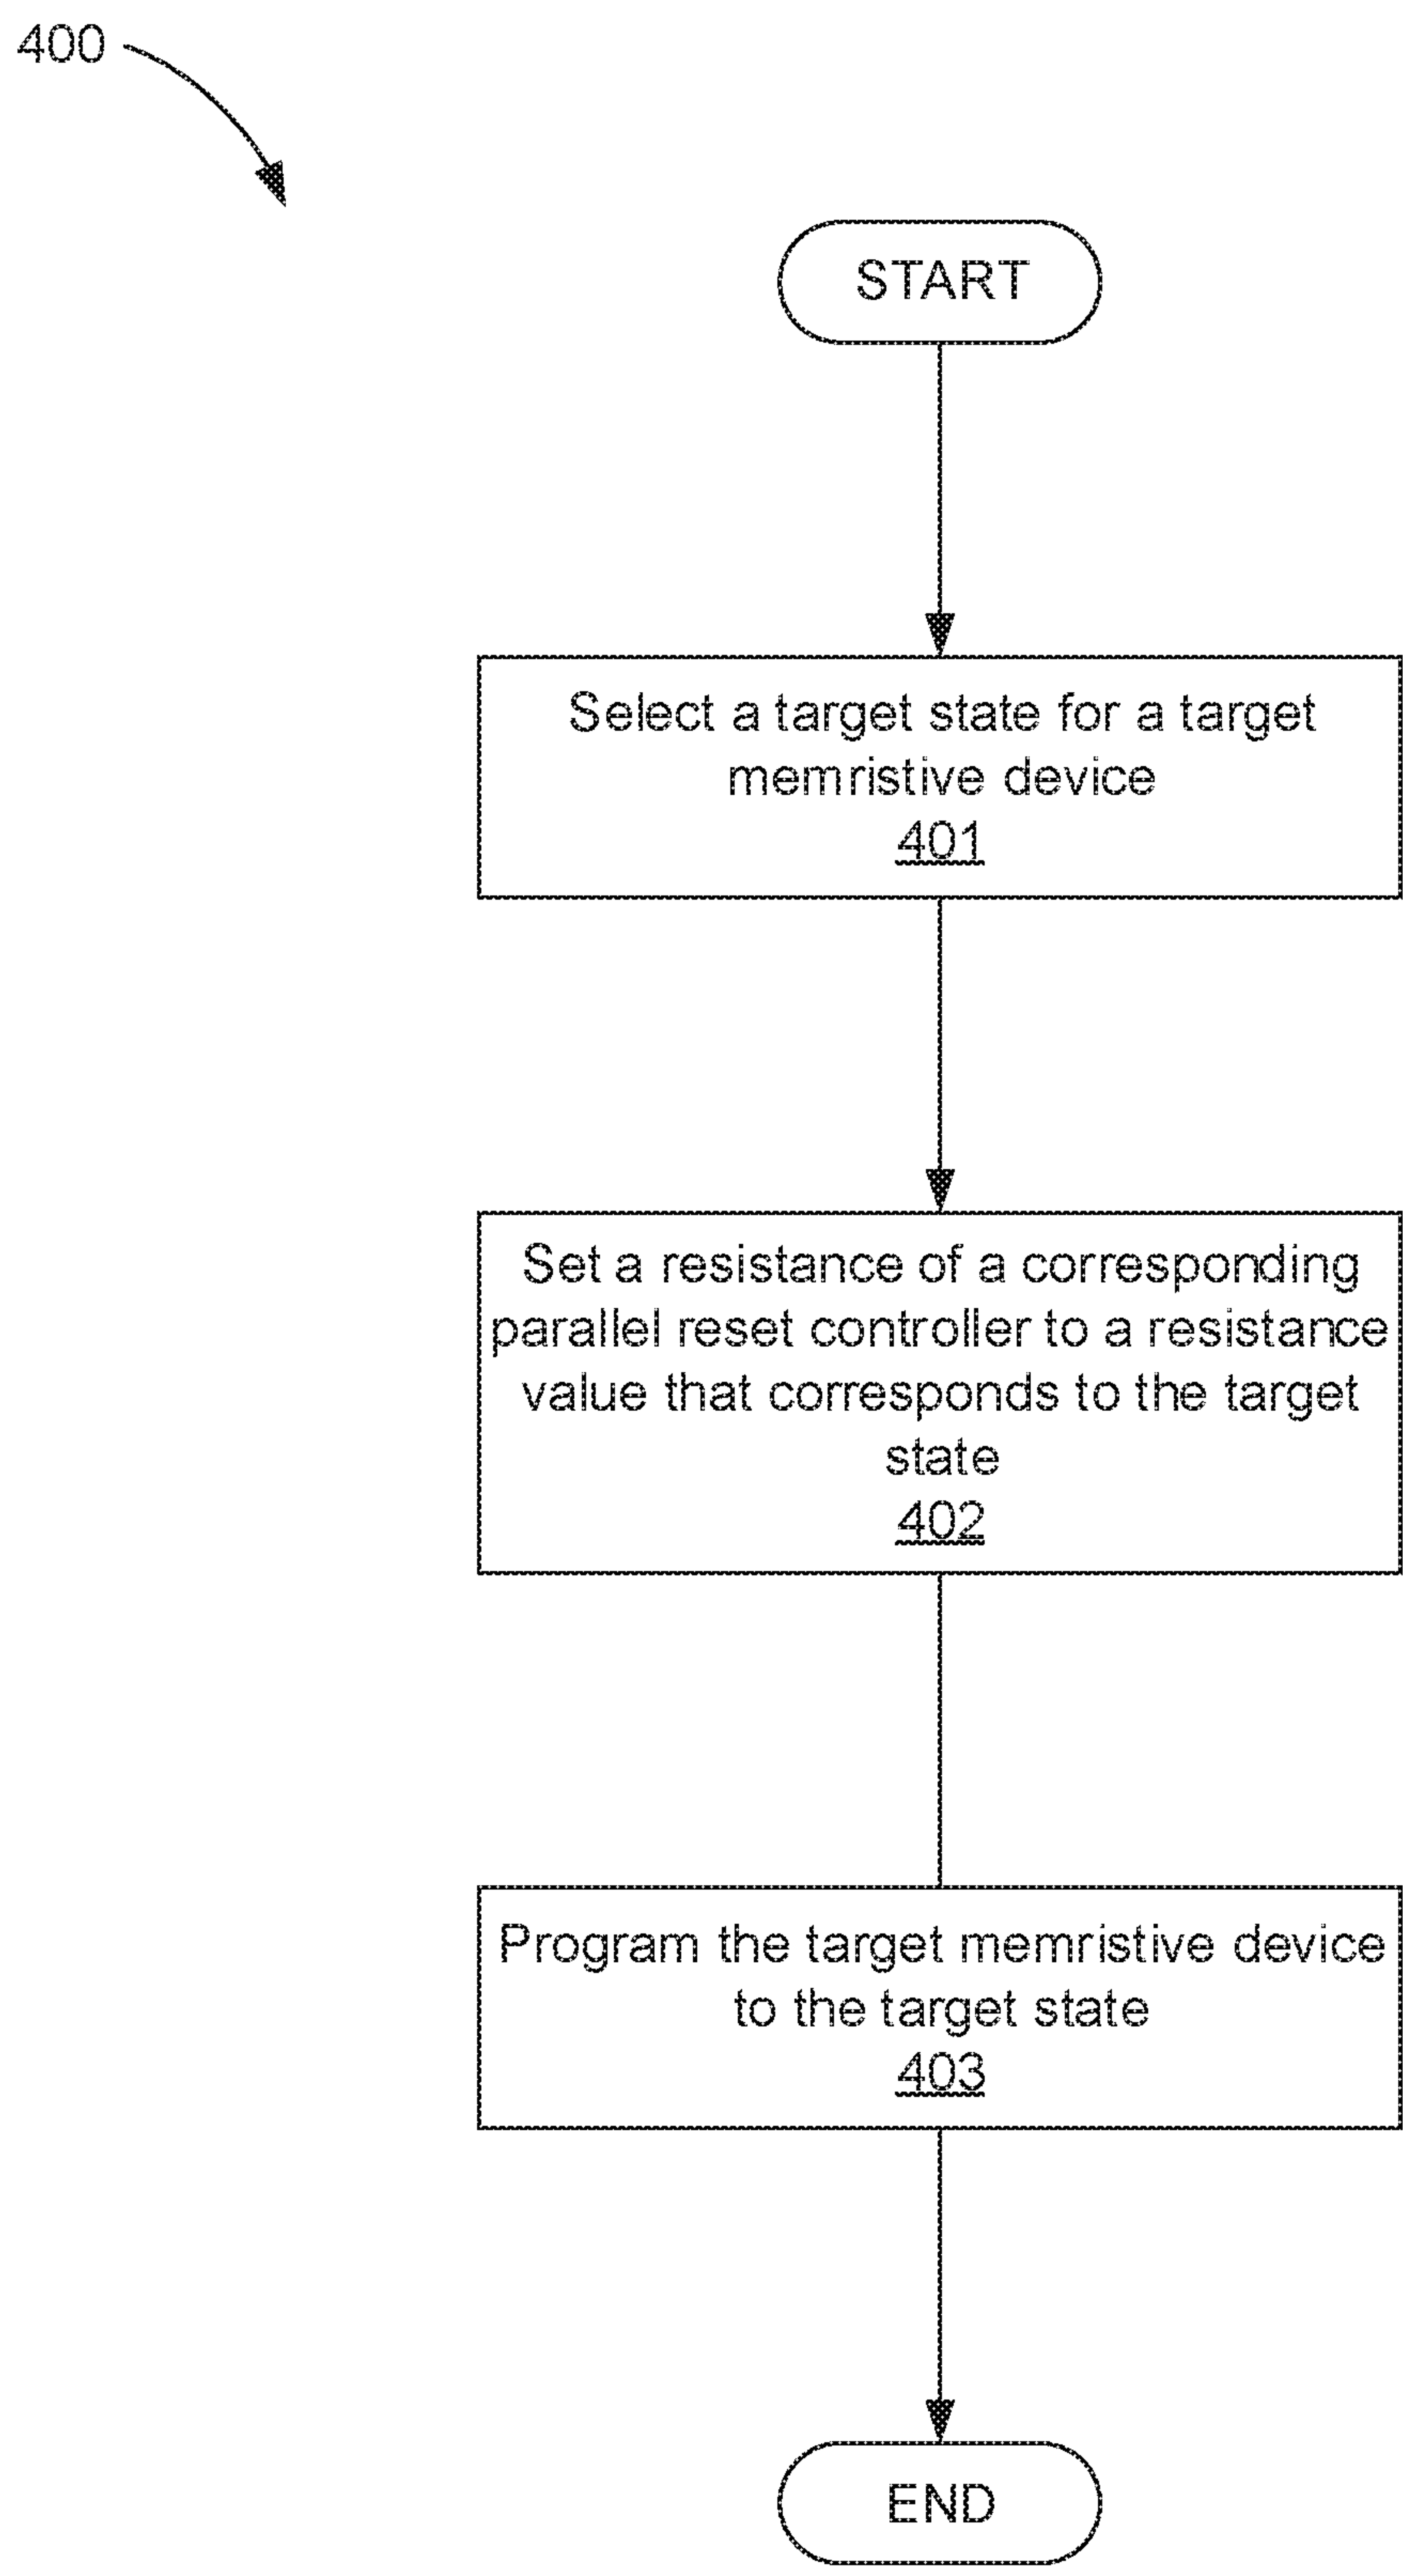 400
START
Select a target state for a target
memristive device
401
Set a resistance of a corresponding
parallel reset controller to a resistance
value that corresponds to the target
state
402
Program the target memristive device
to the target state
403
END